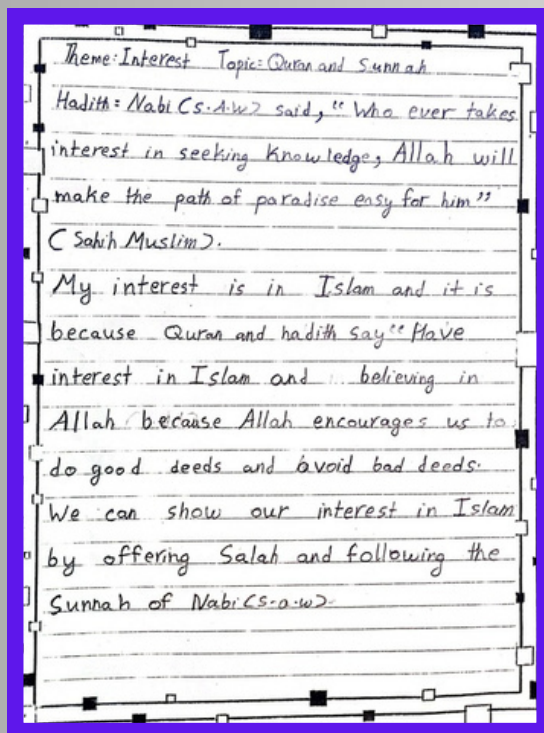 Theme: Interest Topic: Quran and Sunnah
Hadith: Nabi (S.A.W) said, "Who ever takes
interest in seeking knowledge, Allah will
make the path of paradise easy for him"
(Sahih Muslim).
My interest is in Islam and it is
because Quran and hadith say "Have
interest in Islam and believing in
Allah because Allah encourages us to
do good deeds and avoid bad deeds.
We can show our interest in Islam
by offering Salah and following the
Sunnah of Nabi (S.a.w).